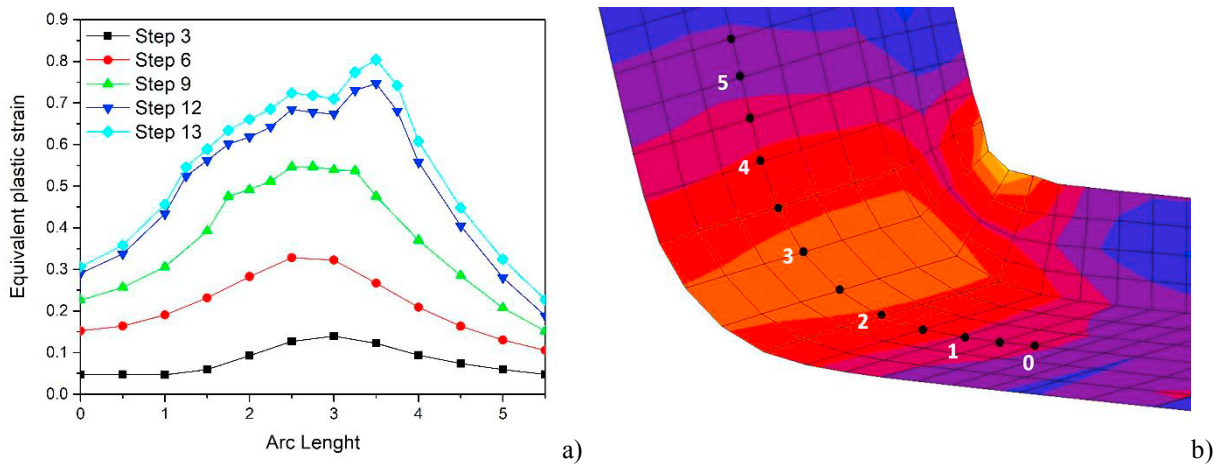 0.9
0.8
0.7
0.6
0.5
0.4
0.3
0.2
0.1
0.0
Equivalent plastic strain
Step 3
Step 6
Step 9
Step 12
Step 13
0 1 2 3 4 5
Arc Lenght
a)
5
4
3
2
1
0
b)